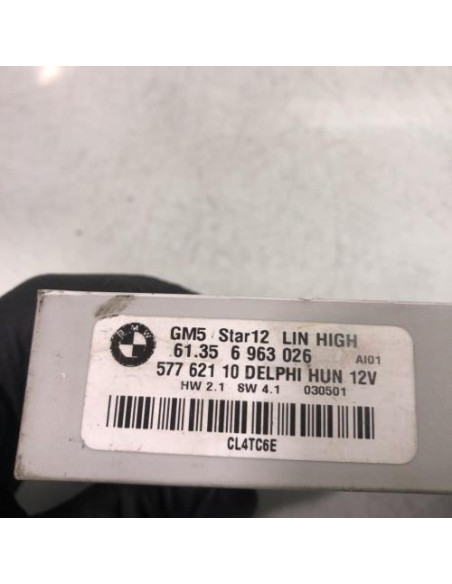 BMW
GM5 Star12 LIN HIGH
61.35 6 963 026 AI01
577 621 10 DELPHI HUN 12V
HW 2.1 SW 4.1 030501
CL4TC6E